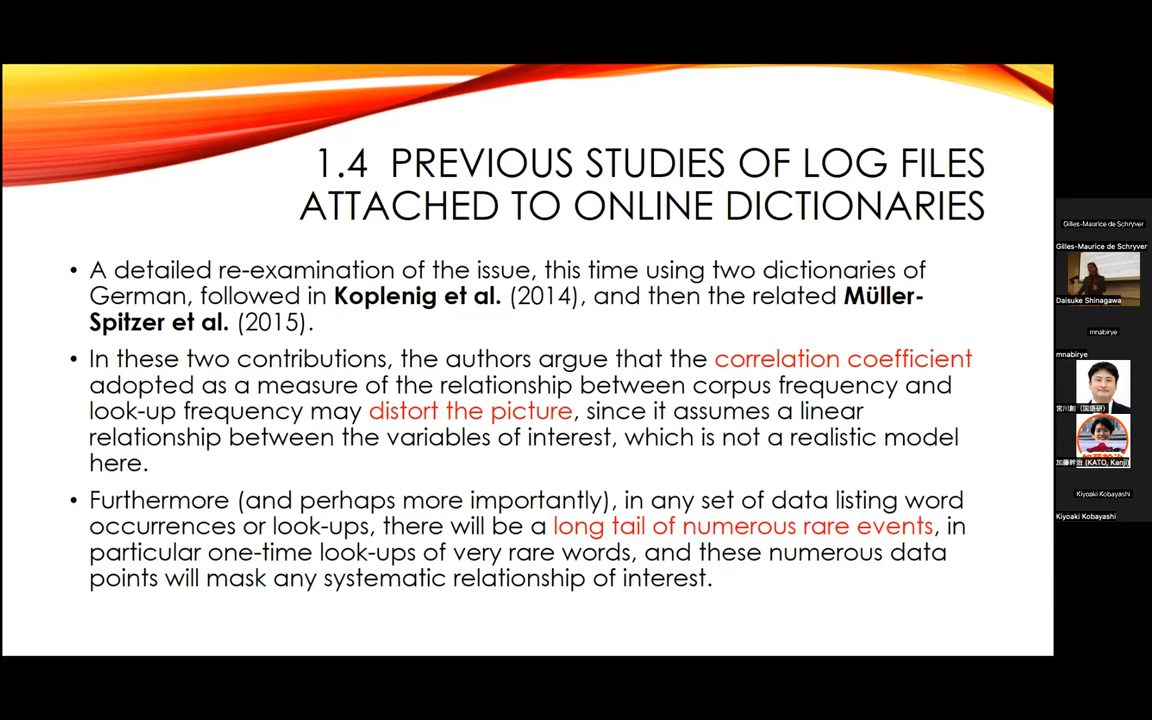 1.4 PREVIOUS STUDIES OF LOG FILES
ATTACHED TO ONLINE DICTIONARIES
• A detailed re-examination of the issue, this time using two dictionaries of
German, followed in Koplenig et al. (2014), and then the related Müller-
Spitzer et al. (2015).
• In these two contributions, the authors argue that the correlation coefficient
adopted as a measure of the relationship between corpus frequency and
look-up frequency may distort the picture, since it assumes a linear
relationship between the variables of interest, which is not a realistic model
here.
• Furthermore (and perhaps more importantly), in any set of data listing word
occurrences or look-ups, there will be a long tail of numerous rare events, in
particular one-time look-ups of very rare words, and these numerous data
points will mask any systematic relationship of interest.
Gilles-Maurice de Schryver
Gilles-Maurice de Schryver
Daisuke Shinagawa
mnabirye
mnabirye
宮川創（国語研）
加藤幹治 (KATO, Kanji)
Kiyoaki Kobayashi
Kiyoaki Kobayashi